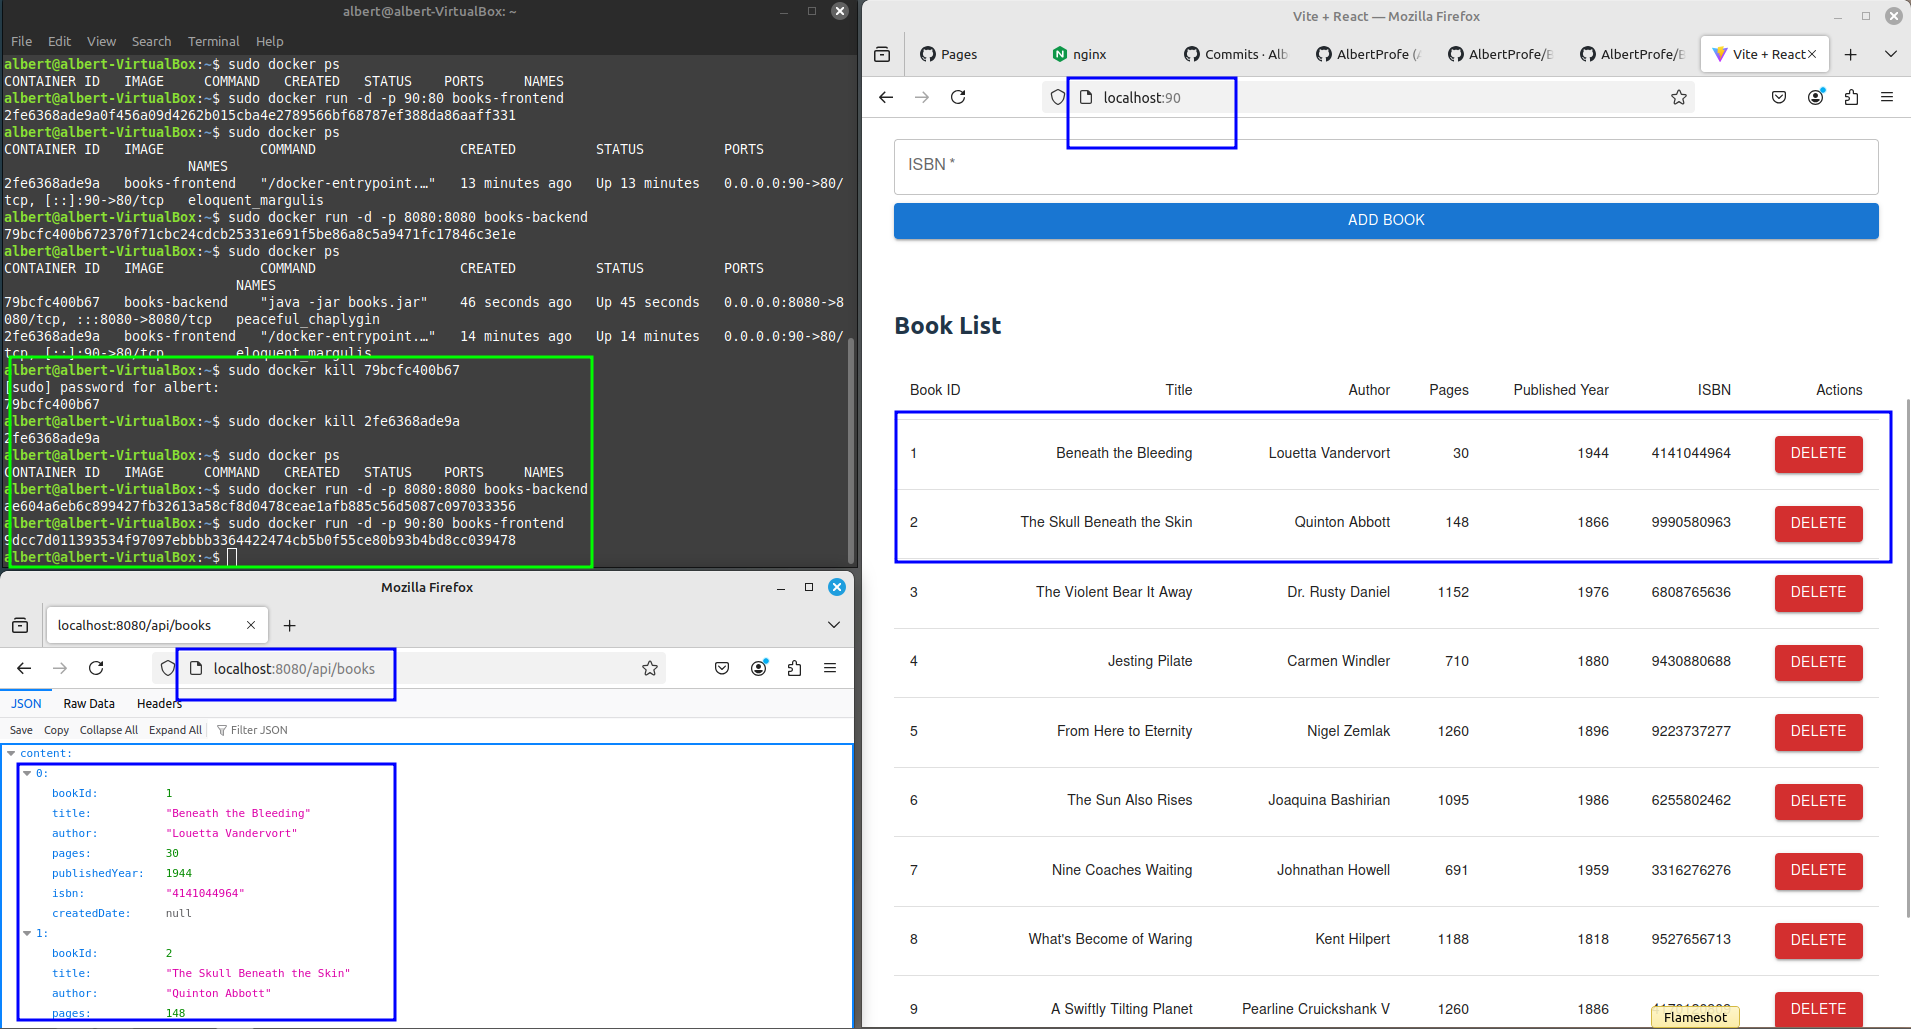 albert@albert-VirtualBox: ~
File Edit View Search Terminal Help
albert@albert-VirtualBox:~$ sudo docker ps
CONTAINER ID IMAGE COMMAND CREATED STATUS PORTS NAMES
albert@albert-VirtualBox:~$ sudo docker run -d -p 90:80 books-frontend
2fe6368ade9a0f456a09d4262b015cba4e2789566bf68787ef388da86aaff331
albert@albert-VirtualBox:~$ sudo docker ps
CONTAINER ID IMAGE COMMAND CREATED STATUS PORTS
NAMES
2fe6368ade9a books-frontend "/docker-entrypoint.…" 13 minutes ago Up 13 minutes 0.0.0.0:90->80/
tcp, [::]:90->80/tcp eloquent_margulis
albert@albert-VirtualBox:~$ sudo docker run -d -p 8080:8080 books-backend
79bcfc400b672370f71cbc24cdcb25331e691f5be86a8c5a9471fc17846c3e1e
albert@albert-VirtualBox:~$ sudo docker ps
CONTAINER ID IMAGE COMMAND CREATED STATUS PORTS
NAMES
79bcfc400b67 books-backend "java -jar books.jar" 46 seconds ago Up 45 seconds 0.0.0.0:8080->8
080/tcp, :::8080->8080/tcp peaceful_chaplygin
2fe6368ade9a books-frontend "/docker-entrypoint.…" 14 minutes ago Up 14 minutes 0.0.0.0:90->80/
tcp, [::]:90->80/tcp eloquent_margulis
albert@albert-VirtualBox:~$ sudo docker kill 79bcfc400b67
[sudo] password for albert:
79bcfc400b67
albert@albert-VirtualBox:~$ sudo docker kill 2fe6368ade9a
2fe6368ade9a
albert@albert-VirtualBox:~$ sudo docker ps
CONTAINER ID IMAGE COMMAND CREATED STATUS PORTS NAMES
albert@albert-VirtualBox:~$ sudo docker run -d -p 8080:8080 books-backend
ae604a6eb6c899427fb32613a58cf8d0478ceae1afb885c56d5087c097033356
albert@albert-VirtualBox:~$ sudo docker run -d -p 90:80 books-frontend
9dcc7d011393534f97097ebbbb3364422474cb5b0f55ce80b93b4bd8cc039478
albert@albert-VirtualBox:~$
Mozilla Firefox
localhost:8080/api/books
localhost:8080/api/books
JSON Raw Data Headers
Save Copy Collapse All Expand All Filter JSON
content:
0:
bookId: 1
title: "Beneath the Bleeding"
author: "Louetta Vandervort"
pages: 30
publishedYear: 1944
isbn: "4141044964"
createdDate: null
1:
bookId: 2
title: "The Skull Beneath the Skin"
author: "Quinton Abbott"
pages: 148
Vite + React — Mozilla Firefox
Pages nginx Commits · Alb AlbertProfe (A AlbertProfe/B AlbertProfe/B Vite + React
localhost:90
ISBN *
ADD BOOK
Book List
Book ID Title Author Pages Published Year ISBN Actions
1 Beneath the Bleeding Louetta Vandervort 30 1944 4141044964 DELETE
2 The Skull Beneath the Skin Quinton Abbott 148 1866 9990580963 DELETE
3 The Violent Bear It Away Dr. Rusty Daniel 1152 1976 6808765636 DELETE
4 Jesting Pilate Carmen Windler 710 1880 9430880688 DELETE
5 From Here to Eternity Nigel Zemlak 1260 1896 9223737277 DELETE
6 The Sun Also Rises Joaquina Bashirian 1095 1986 6255802462 DELETE
7 Nine Coaches Waiting Johnathan Howell 691 1959 3316276276 DELETE
8 What's Become of Waring Kent Hilpert 1188 1818 9527656713 DELETE
9 A Swiftly Tilting Planet Pearline Cruickshank V 1260 1886 DELETE
Flameshot